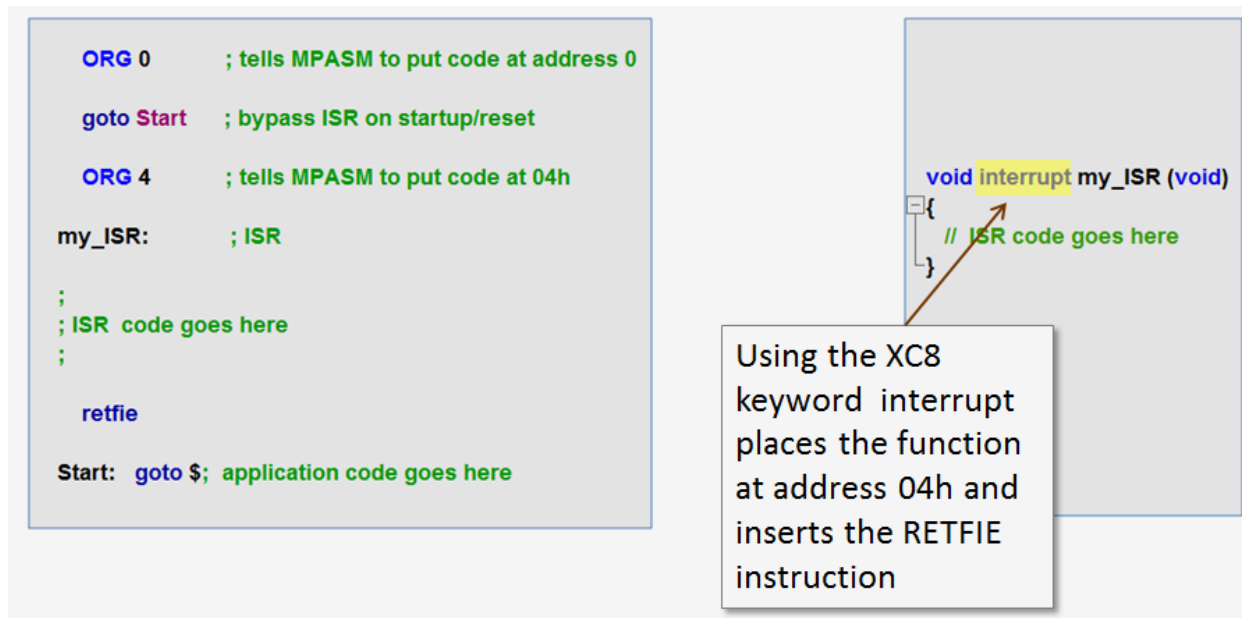 ORG 0 ; tells MPASM to put code at address 0
goto Start ; bypass ISR on startup/reset
ORG 4 ; tells MPASM to put code at 04h
my_ISR: ; ISR
;
; ISR code goes here
;
retfie
Start: goto $; application code goes here
void interrupt my_ISR (void)
{
// ISR code goes here
}
Using the XC8
keyword interrupt
places the function
at address 04h and
inserts the RETFIE
instruction